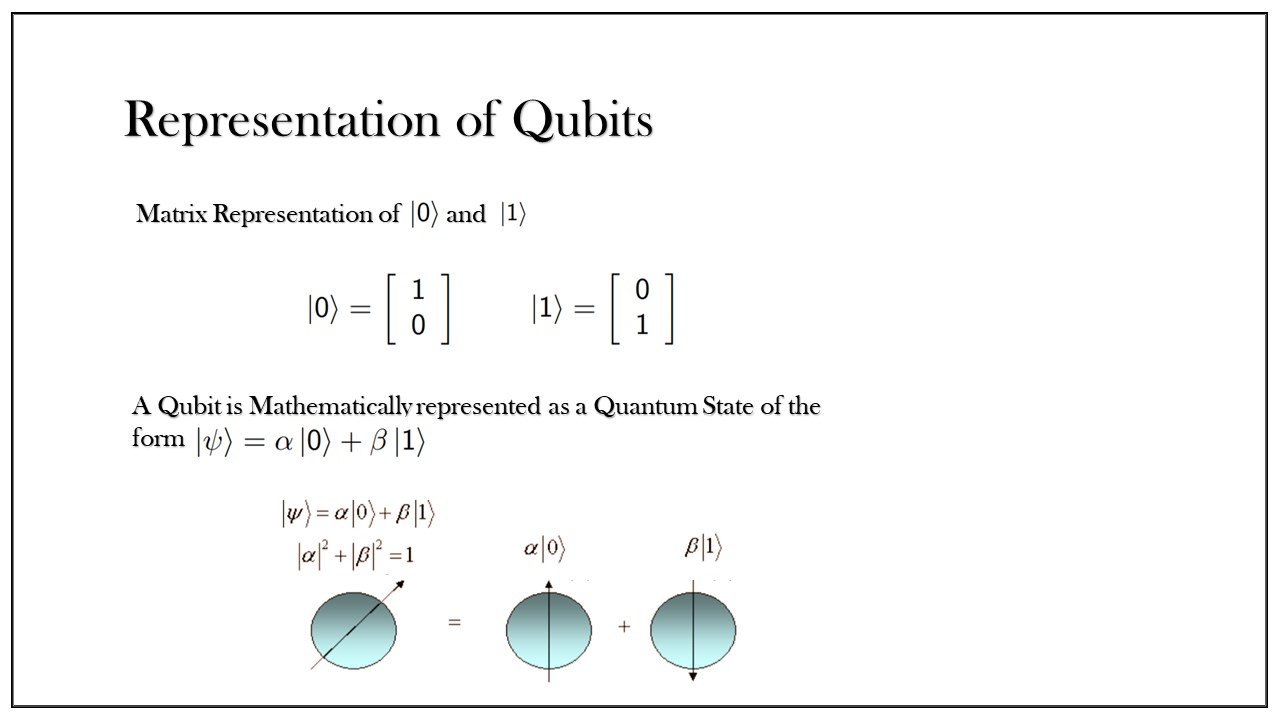 Representation of Qubits
Matrix Representation of |0⟩ and |1⟩
|0⟩ = [ 1 0 ] |1⟩ = [ 0 1 ]
A Qubit is Mathematically represented as a Quantum State of the
form |ψ⟩ = α|0⟩ + β|1⟩
|ψ⟩ = α|0⟩ + β|1⟩
|α|² + |β|² = 1
α|0⟩ β|1⟩
= +